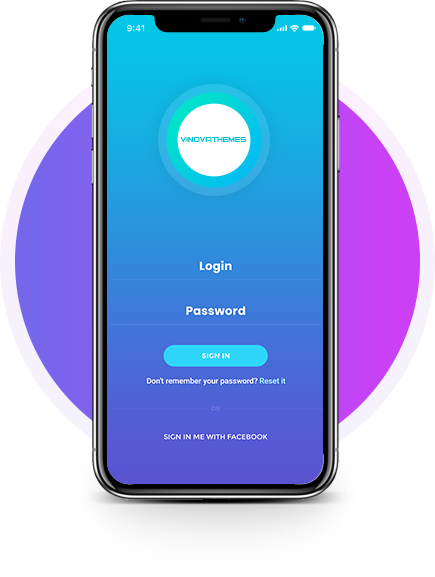 9:41
VINOVATHEMES
Login
Password
SIGN IN
Don't remember your password? Reset it
OR
SIGN IN ME WITH FACEBOOK